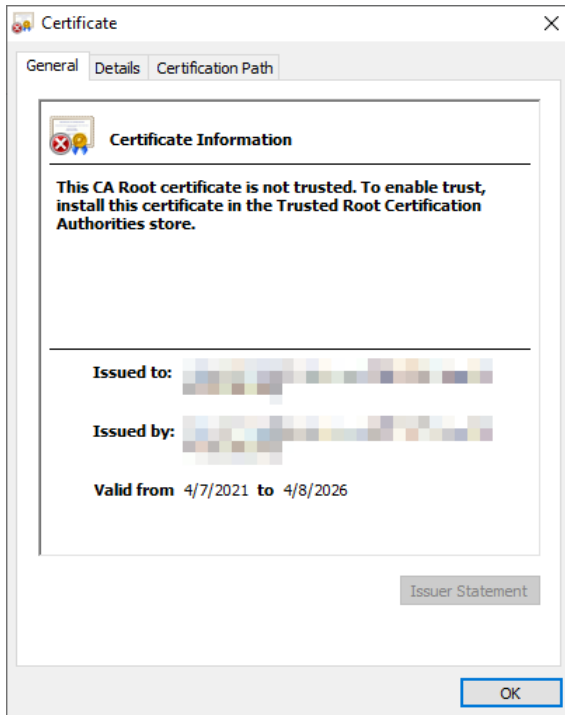 Certificate
General Details Certification Path
Certificate Information
This CA Root certificate is not trusted. To enable trust,
install this certificate in the Trusted Root Certification
Authorities store.
Issued to:
Issued by:
Valid from 4/7/2021 to 4/8/2026
Issuer Statement
OK